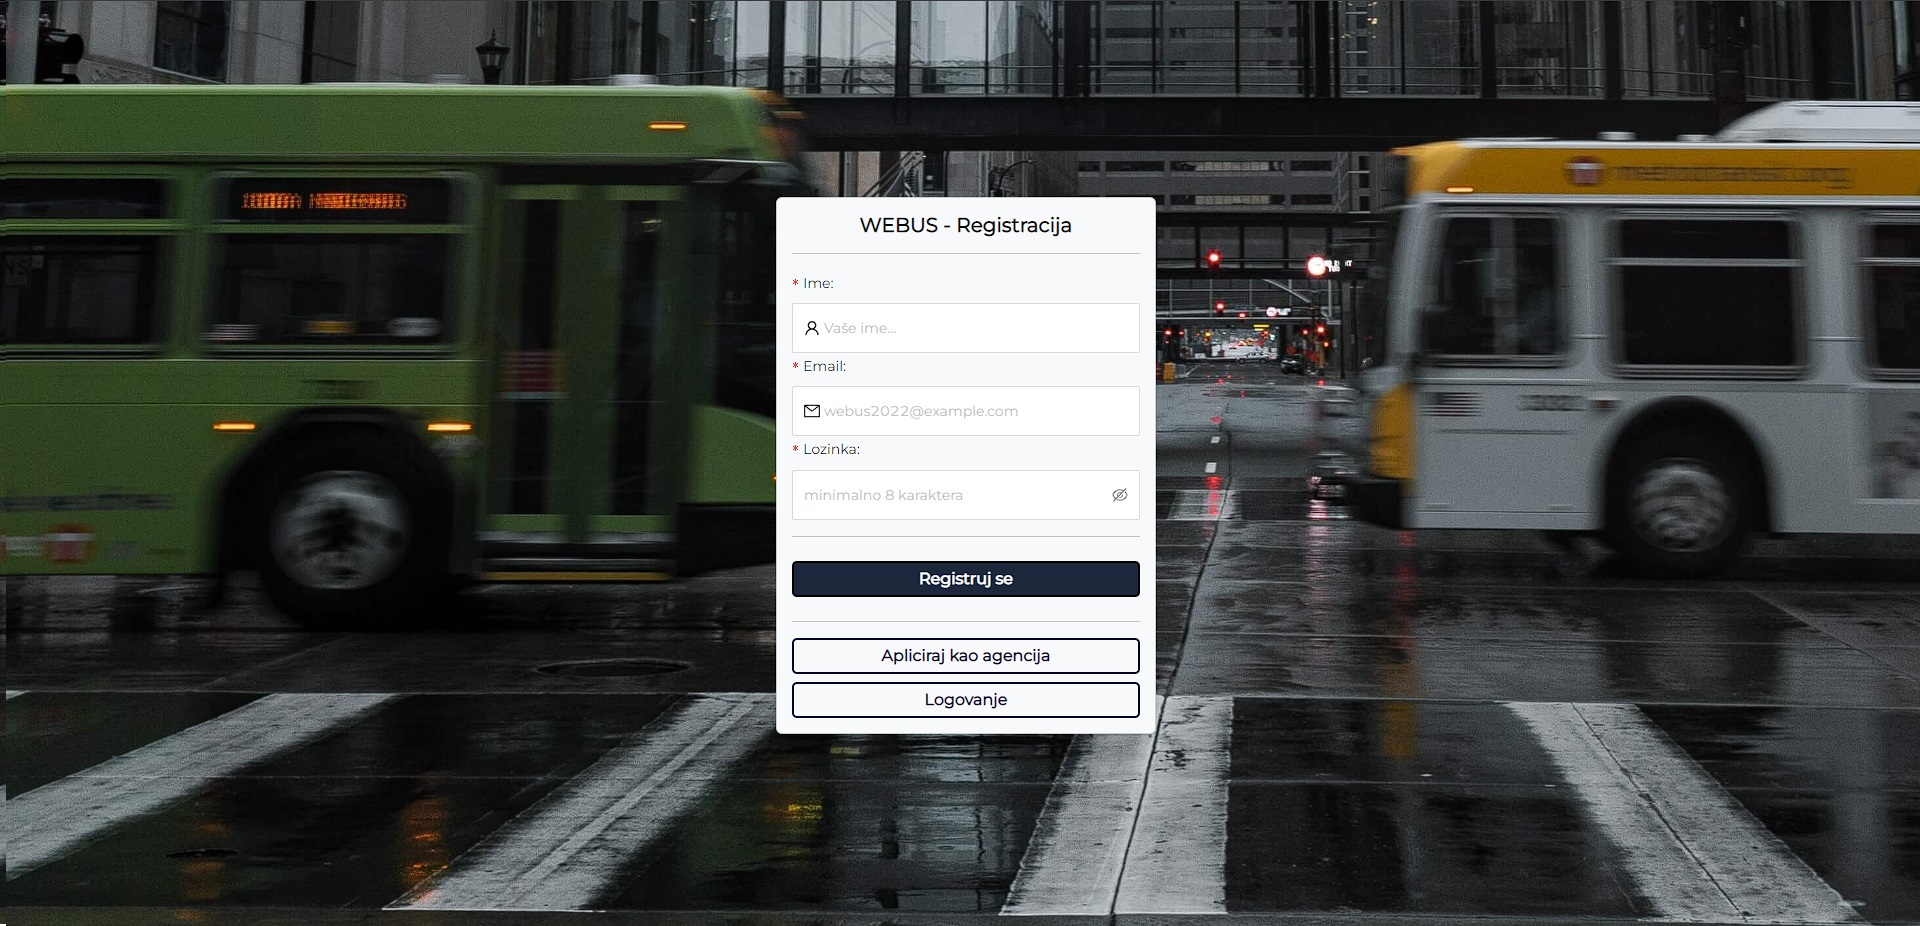 WEBUS - Registracija
* Ime:
Vaše ime...
* Email:
webus2022@example.com
* Lozinka:
minimalno 8 karaktera
Registruj se
Apliciraj kao agencija
Logovanje